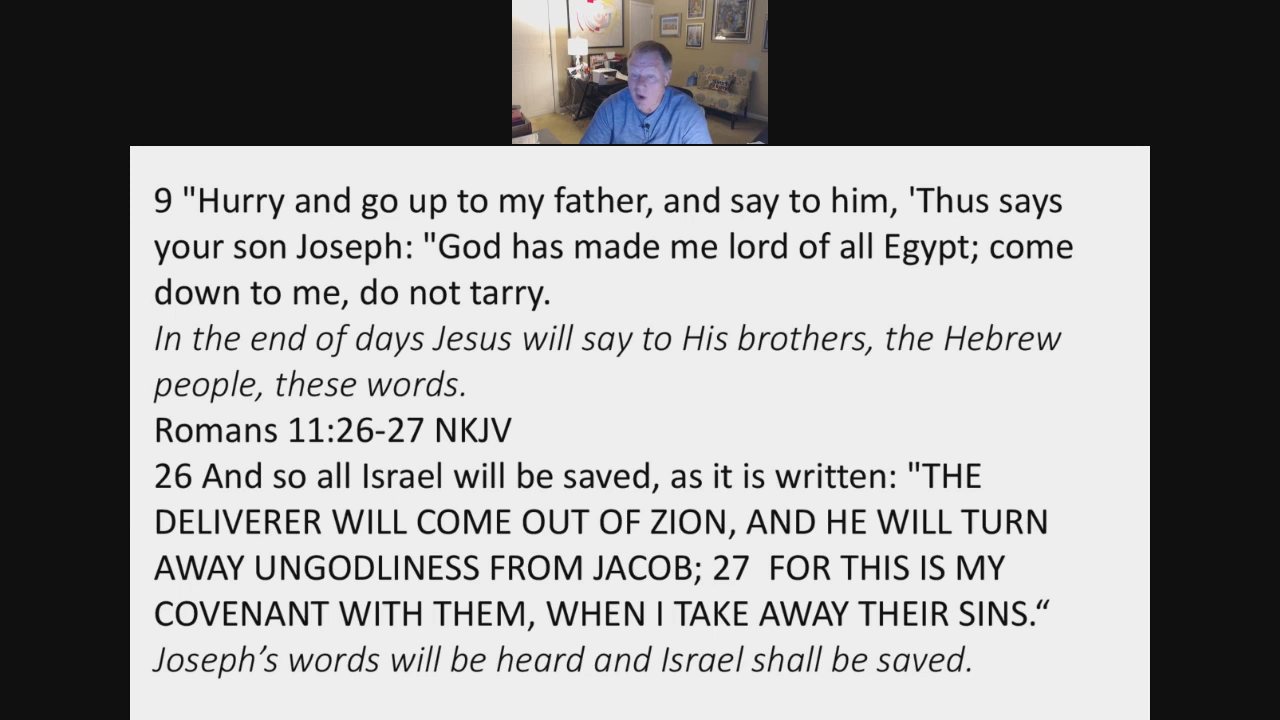 9 "Hurry and go up to my father, and say to him, 'Thus says
your son Joseph: "God has made me lord of all Egypt; come
down to me, do not tarry.
In the end of days Jesus will say to His brothers, the Hebrew
people, these words.
Romans 11:26-27 NKJV
26 And so all Israel will be saved, as it is written: "THE
DELIVERER WILL COME OUT OF ZION, AND HE WILL TURN
AWAY UNGODLINESS FROM JACOB; 27  FOR THIS IS MY
COVENANT WITH THEM, WHEN I TAKE AWAY THEIR SINS.“
Joseph’s words will be heard and Israel shall be saved.